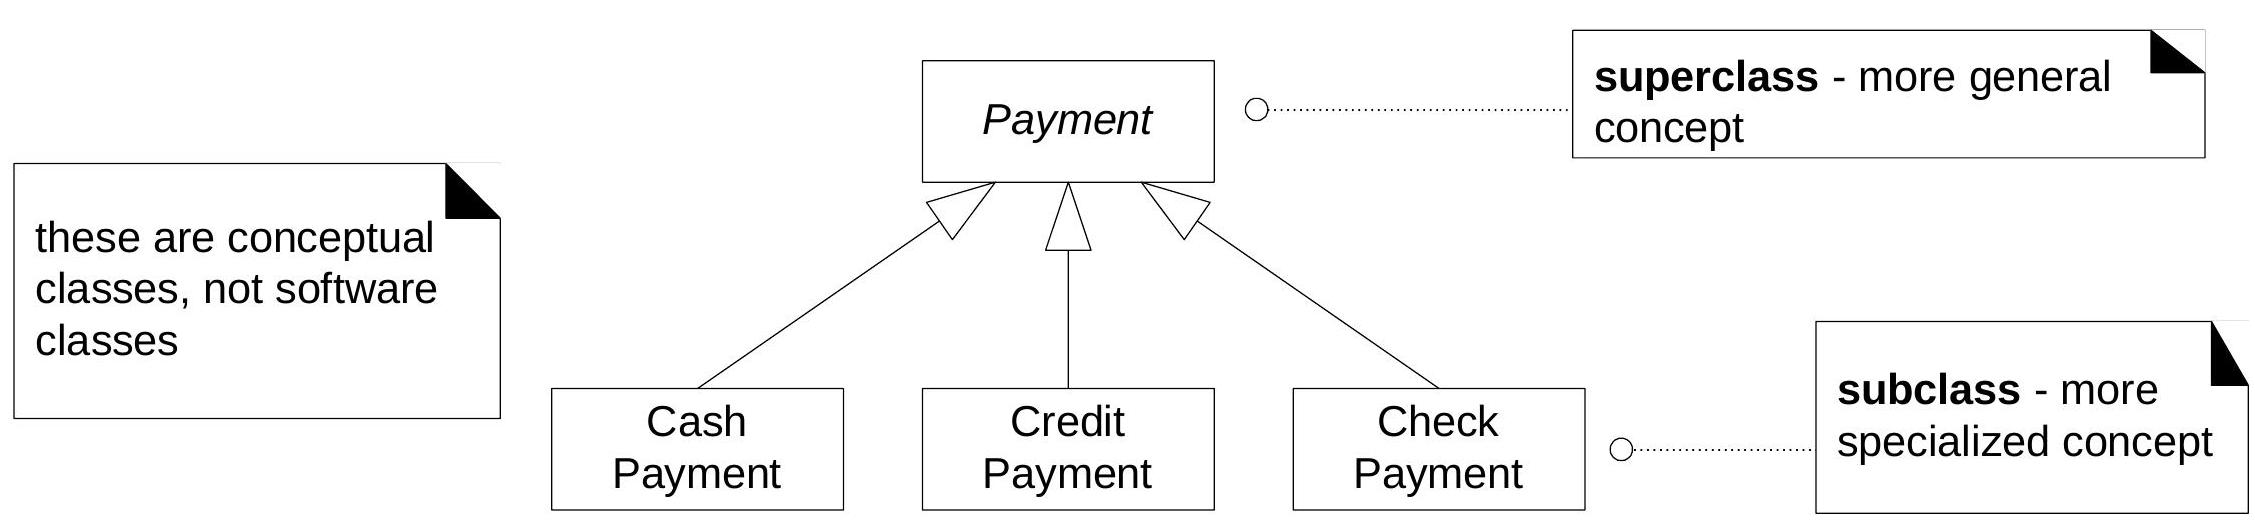 Payment
superclass - more general
concept
these are conceptual
classes, not software
classes
Cash
Payment
Credit
Payment
Check
Payment
subclass - more
specialized concept